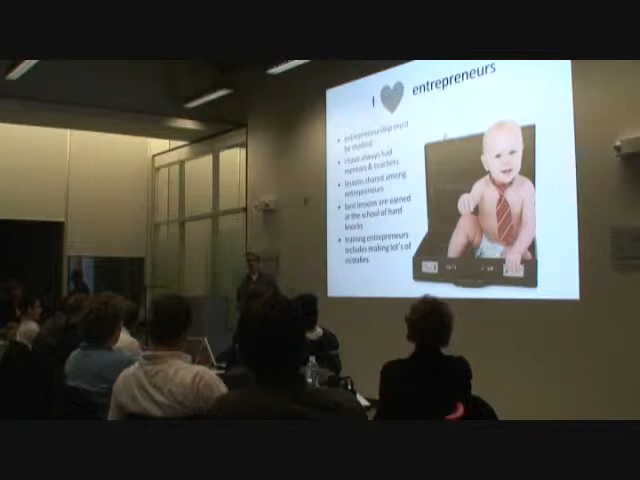 I entrepreneurs
entrepreneurship must
be studied
i have always had
mentors & teachers
lessons shared among
entrepreneurs
best lessons are earned
at the school of hard
knocks
training entrepreneurs
includes making lot's of
mistakes